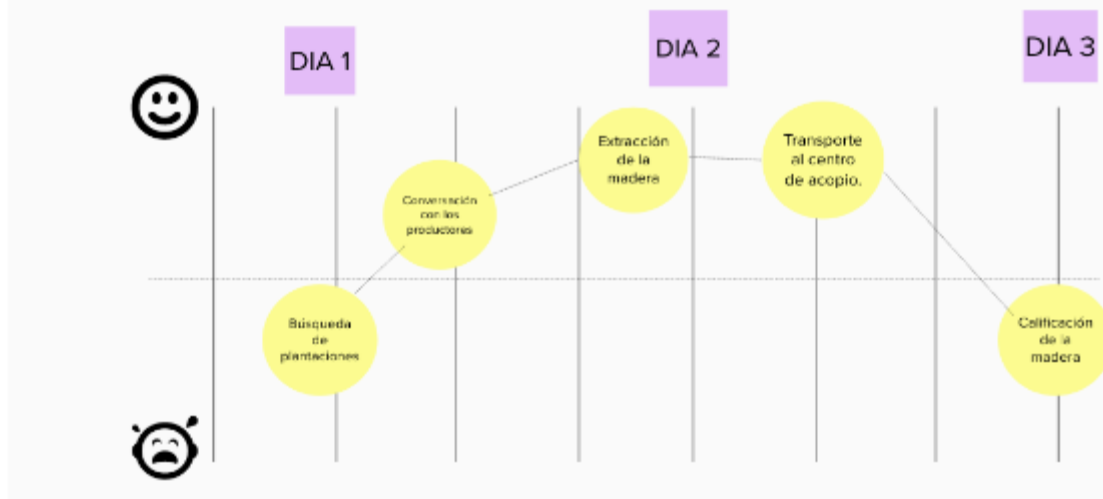 DIA 1
DIA 2
DIA 3
Búsqueda
de
plantaciones
Conversación
con los
productores
Extracción
de la
madera
Transporte
al centro
de acopio.
Calificación
de la
madera